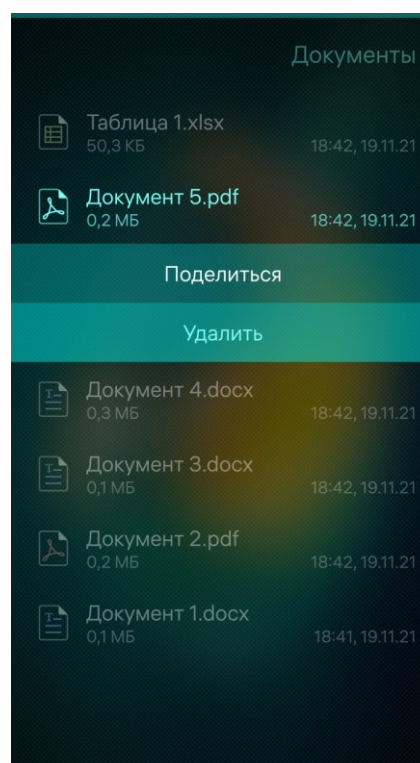 Документы
Таблица 1.xlsx
50,3 КБ 18:42, 19.11.21
Документ 5.pdf
0,2 МБ 18:42, 19.11.21
Поделиться
Удалить
Документ 4.docx
0,3 МБ 18:42, 19.11.21
Документ 3.docx
0,1 МБ 18:42, 19.11.21
Документ 2.pdf
0,2 МБ 18:42, 19.11.21
Документ 1.docx
0,1 МБ 18:41, 19.11.21